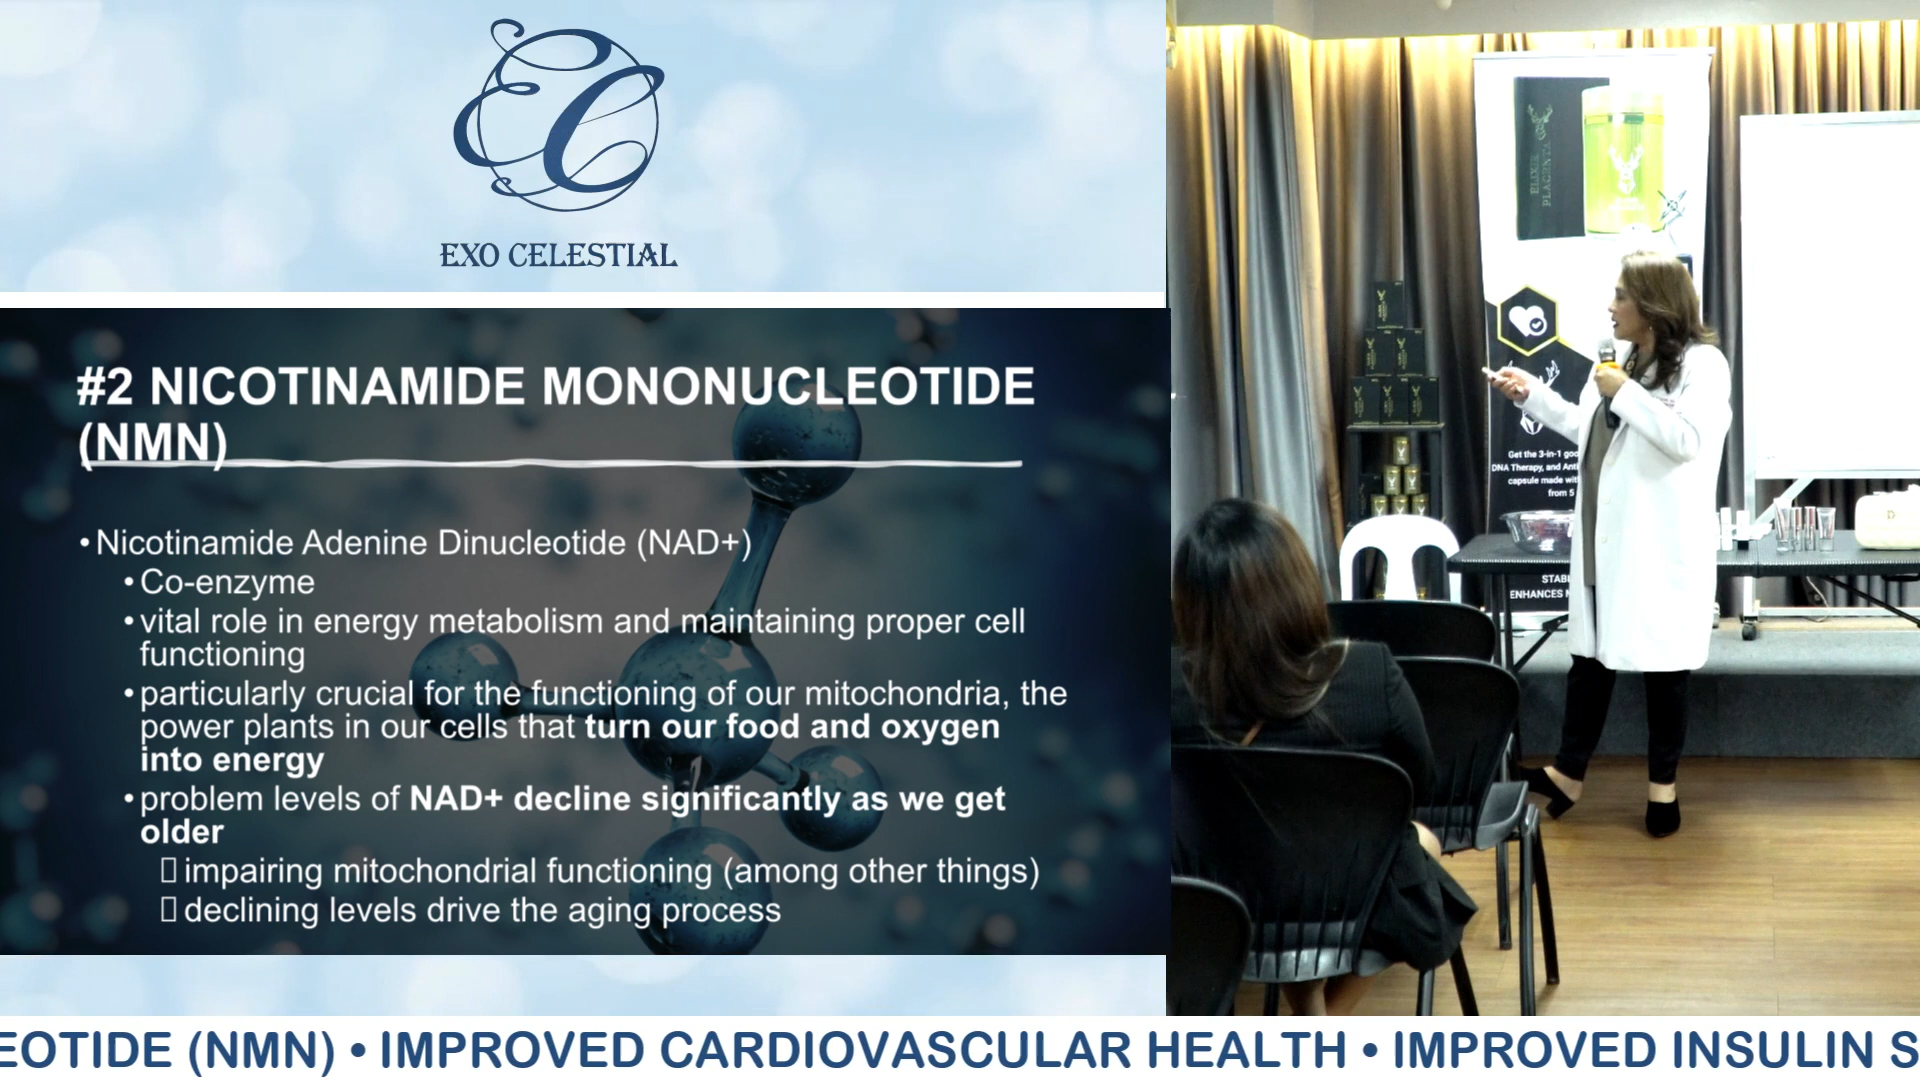 EC
EXO CELESTIAL
#2 NICOTINAMIDE MONONUCLEOTIDE
(NMN)
• Nicotinamide Adenine Dinucleotide (NAD+)
• Co-enzyme
• vital role in energy metabolism and maintaining proper cell
functioning
• particularly crucial for the functioning of our mitochondria, the
power plants in our cells that turn our food and oxygen
into energy
• problem levels of NAD+ decline significantly as we get
older
impairing mitochondrial functioning (among other things)
declining levels drive the aging process
ELIXIR
PLACENTA
Get the 3-in-1
DNA Therapy, and
capsule made
from 5
ENHANCES
EOTIDE (NMN) • IMPROVED CARDIOVASCULAR HEALTH • IMPROVED INSULIN S